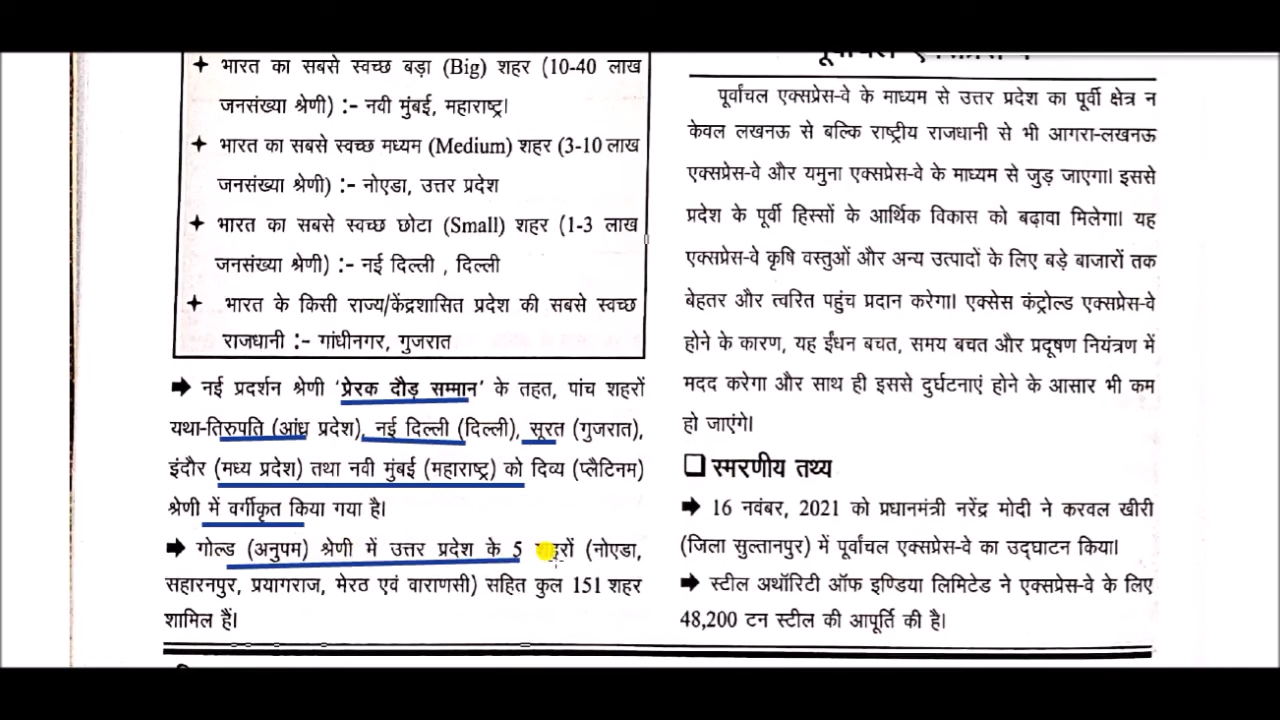 ✦ भारत का सबसे स्वच्छ बड़ा (Big) शहर (10-40 लाख
जनसंख्या श्रेणी) :- नवी मुंबई, महाराष्ट्र।
✦ भारत का सबसे स्वच्छ मध्यम (Medium) शहर (3-10 लाख
जनसंख्या श्रेणी) :- नोएडा, उत्तर प्रदेश
✦ भारत का सबसे स्वच्छ छोटा (Small) शहर (1-3 लाख
जनसंख्या श्रेणी) :- नई दिल्ली , दिल्ली
✦ भारत के किसी राज्य/केंद्रशासित प्रदेश की सबसे स्वच्छ
राजधानी :- गांधीनगर, गुजरात
➡ नई प्रदर्शन श्रेणी 'प्रेरक दौड़ सम्मान' के तहत, पांच शहरों
यथा-तिरुपति (आंध्र प्रदेश), नई दिल्ली (दिल्ली), सूरत (गुजरात),
इंदौर (मध्य प्रदेश) तथा नवी मुंबई (महाराष्ट्र) को दिव्य (प्लैटिनम)
श्रेणी में वर्गीकृत किया गया है।
➡ गोल्ड (अनुपम) श्रेणी में उत्तर प्रदेश के 5 शहरों (नोएडा,
सहारनपुर, प्रयागराज, मेरठ एवं वाराणसी) सहित कुल 151 शहर
शामिल हैं।
पूर्वांचल एक्सप्रेस-वे के माध्यम से उत्तर प्रदेश का पूर्वी क्षेत्र न
केवल लखनऊ से बल्कि राष्ट्रीय राजधानी से भी आगरा-लखनऊ
एक्सप्रेस-वे और यमुना एक्सप्रेस-वे के माध्यम से जुड़ जाएगा। इससे
प्रदेश के पूर्वी हिस्सों के आर्थिक विकास को बढ़ावा मिलेगा। यह
एक्सप्रेस-वे कृषि वस्तुओं और अन्य उत्पादों के लिए बड़े बाजारों तक
बेहतर और त्वरित पहुंच प्रदान करेगा। एक्सेस कंट्रोल्ड एक्सप्रेस-वे
होने के कारण, यह ईंधन बचत, समय बचत और प्रदूषण नियंत्रण में
मदद करेगा और साथ ही इससे दुर्घटनाएं होने के आसार भी कम
हो जाएंगे।
❑ स्मरणीय तथ्य
➡ 16 नवंबर, 2021 को प्रधानमंत्री नरेंद्र मोदी ने करवल खीरी
(जिला सुल्तानपुर) में पूर्वांचल एक्सप्रेस-वे का उद्घाटन किया।
➡ स्टील अथॉरिटी ऑफ इण्डिया लिमिटेड ने एक्सप्रेस-वे के लिए
48,200 टन स्टील की आपूर्ति की है।